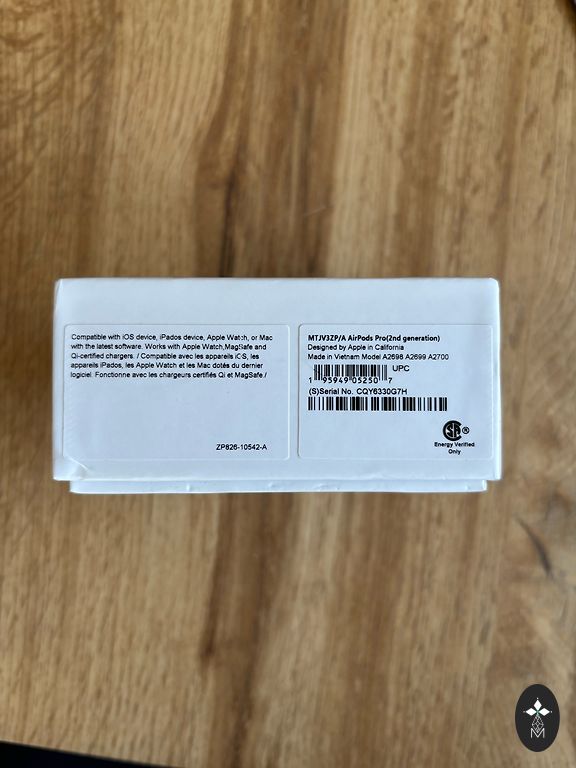 Compatible with iOS device, iPados device, Apple Watch, or Mac
with the latest software. Works with Apple Watch,MagSafe and
Qi-certified chargers. / Compatible avec les appareils iOS, les
appareils iPados, les Apple Watch et les Mac dotés du dernier
logiciel. Fonctionne avec les chargeurs certifiés Qi et MagSafe./
ZP826-10542-A
MTJV3ZP/A AirPods Pro(2nd generation)
Designed by Apple in California
Made in Vietnam Model A2698 A2699 A2700
UPC
1 95949 05250 7
(S)Serial No. CQY6330G7H
Energy Verified
Only
M